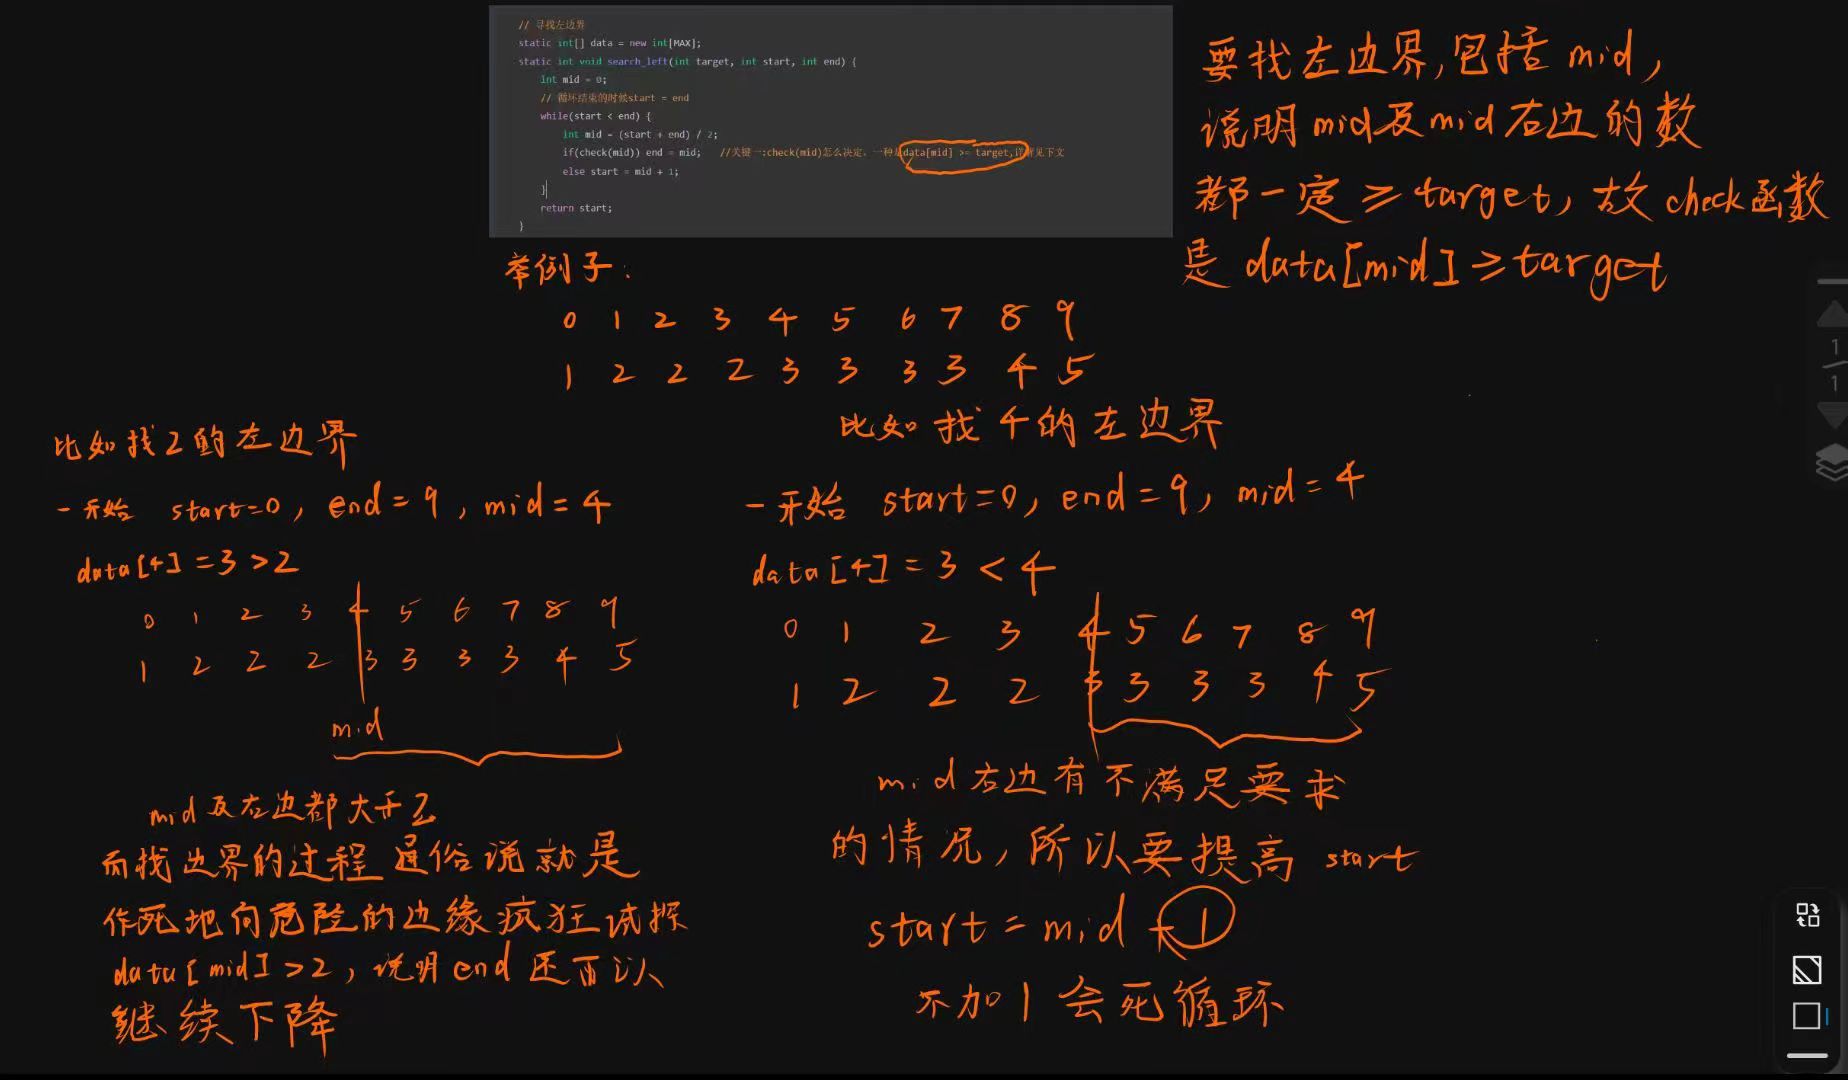 // 寻找左边界
static int[] data = new int[MAX];
static int void search_left(int target, int start, int end) {
int mid = 0;
// 循环结束的时候start = end
while(start < end) {
int mid = (start + end) / 2;
if(check(mid)) end = mid; //关键一:check(mid)怎么决定，一种是data[mid] >= target,详解见下文
else start = mid + 1;
}
return start;
}
要找左边界,包括mid,
说明mid及mid右边的数
都一定≥target,故check函数
是data[mid]≥target
举例子:
0 1 2 3 4 5 6 7 8 9
1 2 2 2 3 3 3 3 4 5
比如找2的左边界
一开始 start=0, end=9, mid=4
data[4]=3>2
0 1 2 3 4 5 6 7 8 9
1 2 2 2 3 3 3 3 4 5
mid
mid及右边都大于2
而找边界的过程通俗说就是
作死地向危险的边缘疯狂试探
data[mid]>2,说明end还可以
继续下降
比如找4的左边界
一开始 start=0, end=9, mid=4
data[4]=3<4
0 1 2 3 4 5 6 7 8 9
1 2 2 2 3 3 3 3 4 5
mid右边有不满足要求
的情况,所以要提高start
start=mid+1
不加1会死循环
1
1